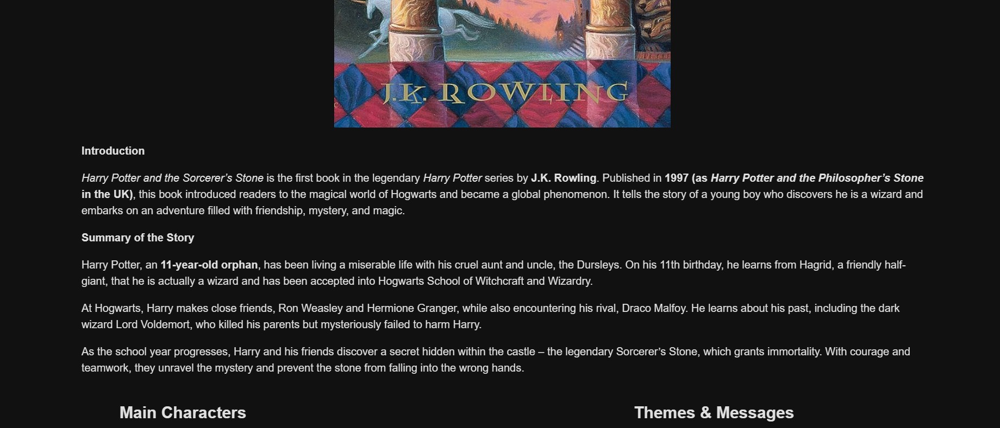 J.K. ROWLING
Introduction
Harry Potter and the Sorcerer’s Stone is the first book in the legendary Harry Potter series by J.K. Rowling. Published in 1997 (as Harry Potter and the Philosopher’s Stone
in the UK), this book introduced readers to the magical world of Hogwarts and became a global phenomenon. It tells the story of a young boy who discovers he is a wizard and
embarks on an adventure filled with friendship, mystery, and magic.
Summary of the Story
Harry Potter, an 11-year-old orphan, has been living a miserable life with his cruel aunt and uncle, the Dursleys. On his 11th birthday, he learns from Hagrid, a friendly half-
giant, that he is actually a wizard and has been accepted into Hogwarts School of Witchcraft and Wizardry.
At Hogwarts, Harry makes close friends, Ron Weasley and Hermione Granger, while also encountering his rival, Draco Malfoy. He learns about his past, including the dark
wizard Lord Voldemort, who killed his parents but mysteriously failed to harm Harry.
As the school year progresses, Harry and his friends discover a secret hidden within the castle – the legendary Sorcerer’s Stone, which grants immortality. With courage and
teamwork, they unravel the mystery and prevent the stone from falling into the wrong hands.
Main Characters
Themes & Messages